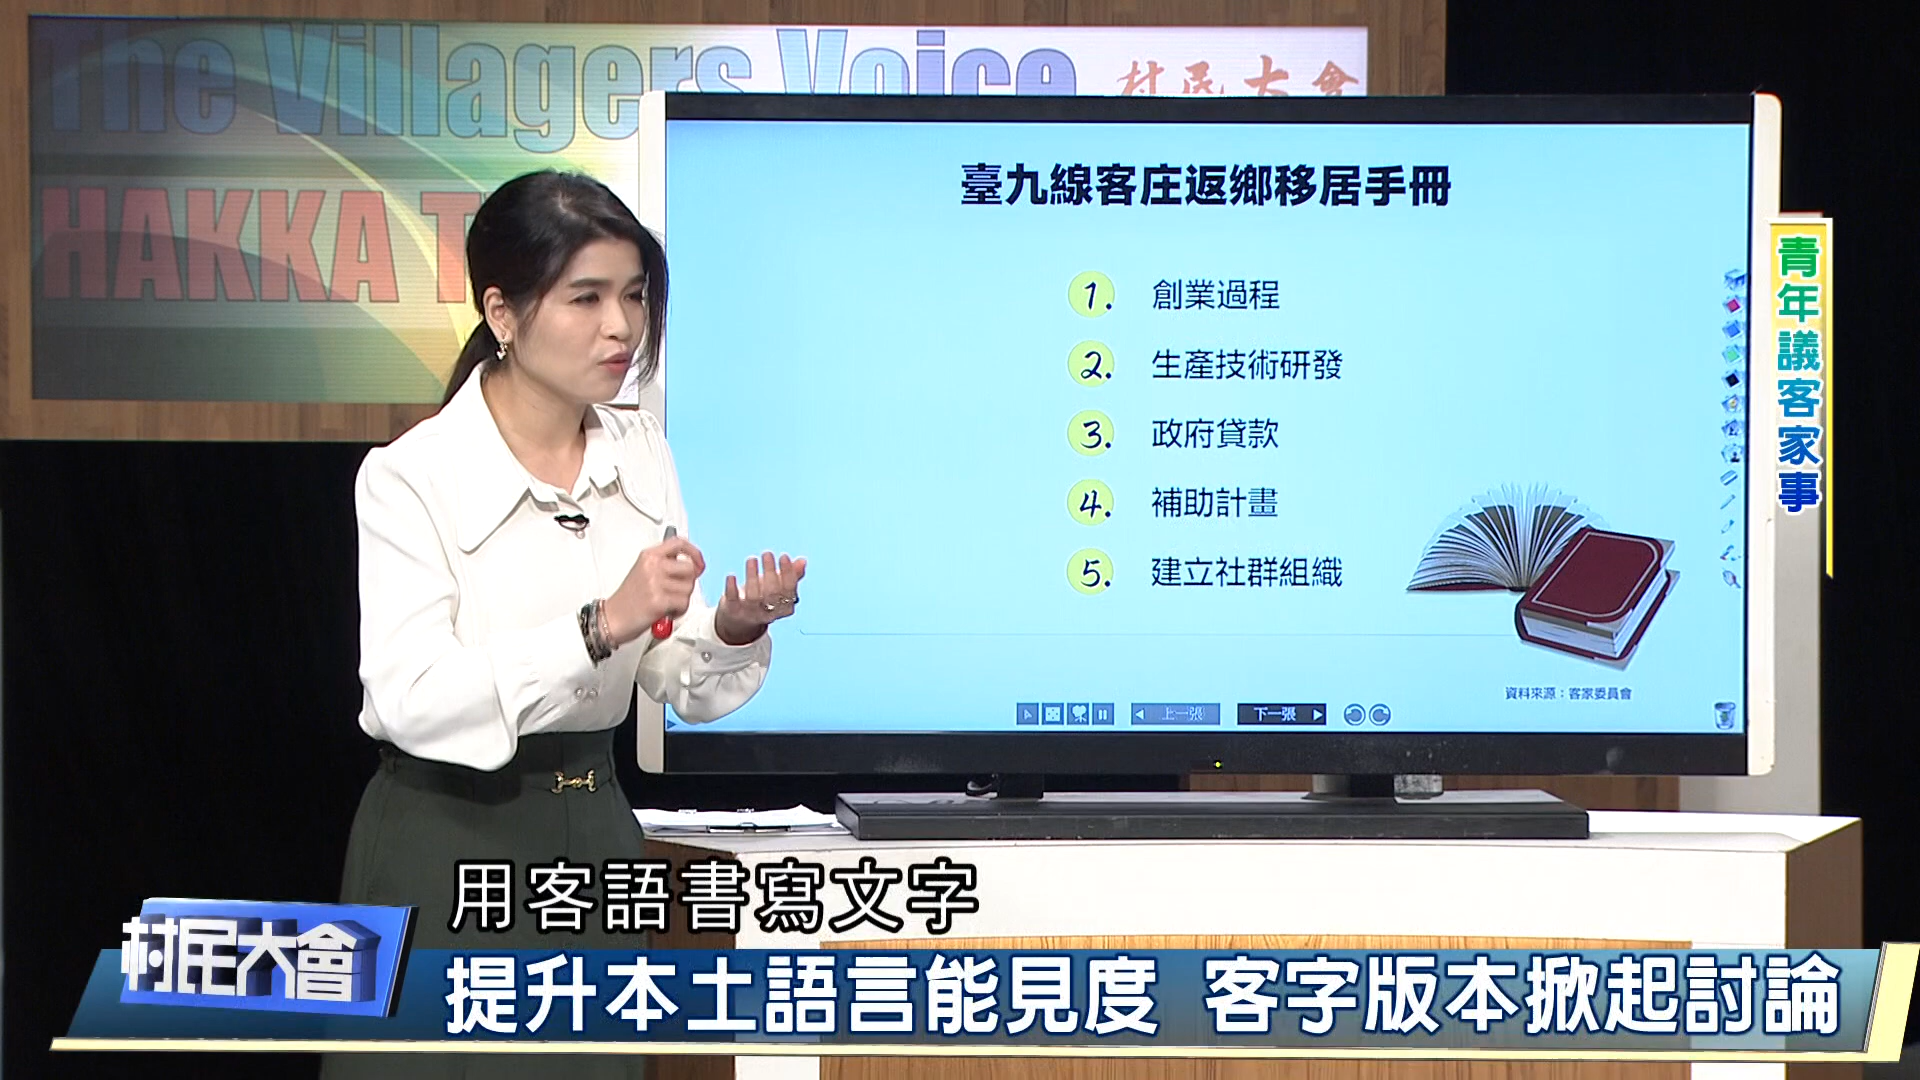 The Villagers Voice
村民大會
HAKKA T
臺九線客庄返鄉移居手冊
1. 創業過程
2. 生產技術研發
3. 政府貸款
4. 補助計畫
5. 建立社群組織
資料來源：客家委員會
上一張
下一張
青年議客家事
用客語書寫文字
村民大會
提升本土語言能見度 客字版本掀起討論